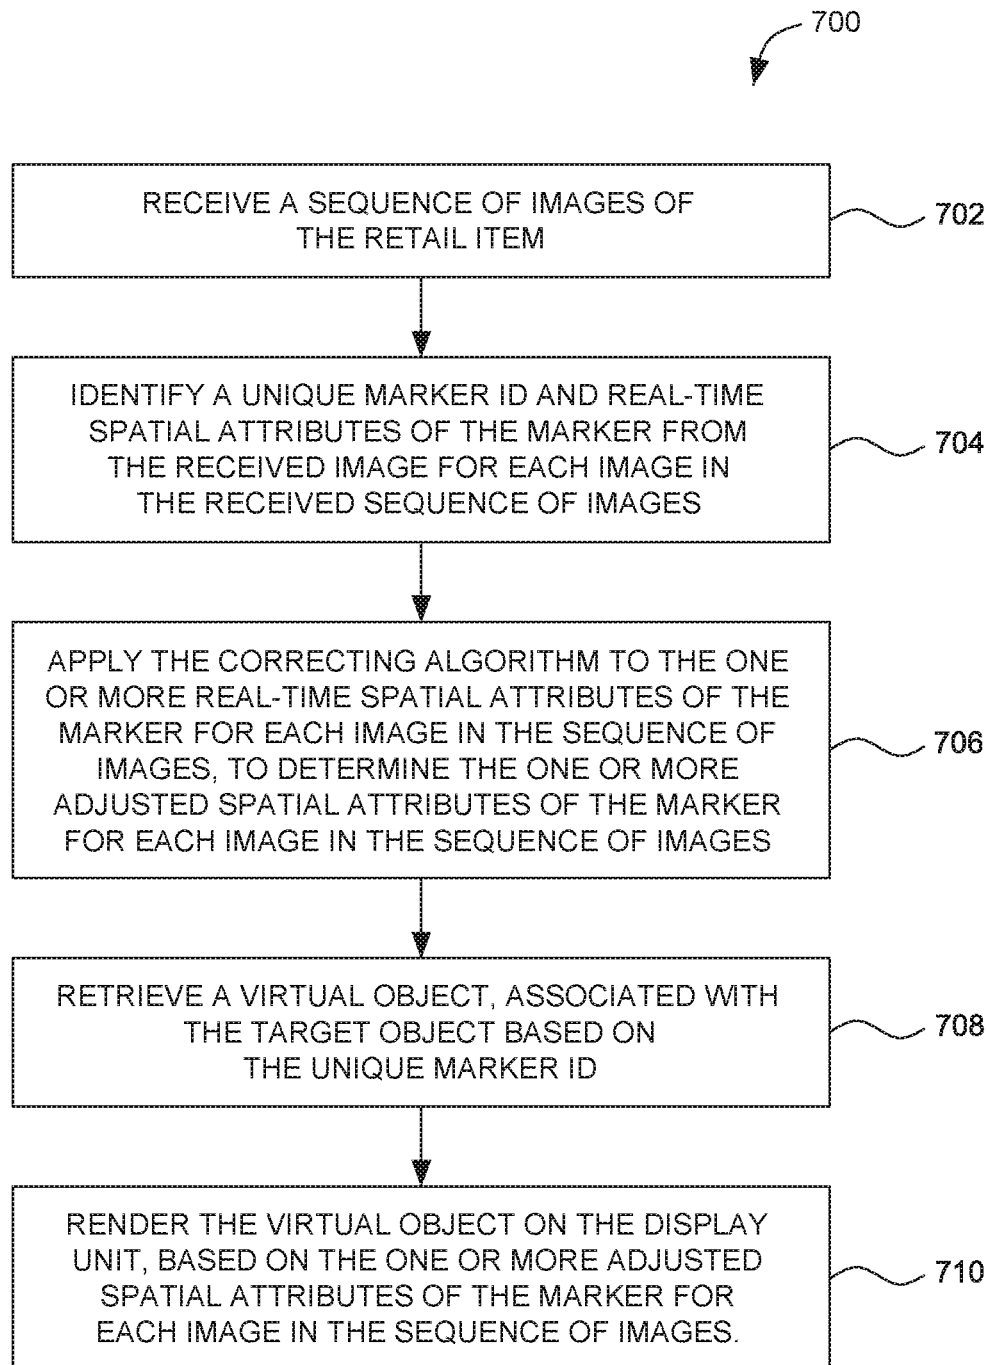 700
RECEIVE A SEQUENCE OF IMAGES OF
THE RETAIL ITEM
702
IDENTIFY A UNIQUE MARKER ID AND REAL-TIME
SPATIAL ATTRIBUTES OF THE MARKER FROM
THE RECEIVED IMAGE FOR EACH IMAGE IN
THE RECEIVED SEQUENCE OF IMAGES
704
APPLY THE CORRECTING ALGORITHM TO THE ONE
OR MORE REAL-TIME SPATIAL ATTRIBUTES OF THE
MARKER FOR EACH IMAGE IN THE SEQUENCE OF
IMAGES, TO DETERMINE THE ONE OR MORE
ADJUSTED SPATIAL ATTRIBUTES OF THE MARKER
FOR EACH IMAGE IN THE SEQUENCE OF IMAGES
706
RETRIEVE A VIRTUAL OBJECT, ASSOCIATED WITH
THE TARGET OBJECT BASED ON
THE UNIQUE MARKER ID
708
RENDER THE VIRTUAL OBJECT ON THE DISPLAY
UNIT, BASED ON THE ONE OR MORE ADJUSTED
SPATIAL ATTRIBUTES OF THE MARKER FOR
EACH IMAGE IN THE SEQUENCE OF IMAGES.
710